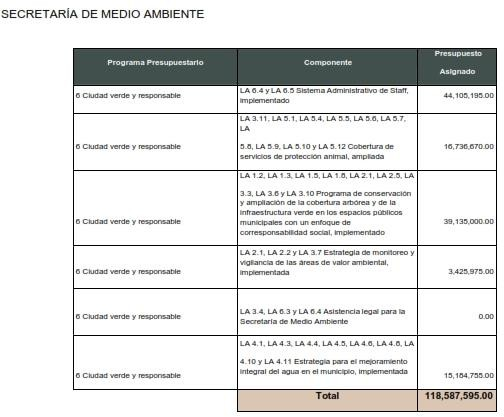 SECRETARÍA DE MEDIO AMBIENTE
Programa Presupuestario
Componente
Presupuesto
Asignado
6 Ciudad verde y responsable
LA 6.4 y LA 6.5 Sistema Administrativo de Staff,
implementado
44,105,195.00
6 Ciudad verde y responsable
LA 3.11, LA 5.1, LA 5.4, LA 5.5, LA 5.6, LA 5.7,
LA
5.8, LA 5.9, LA 5.10 y LA 5.12 Cobertura de
servicios de protección animal, ampliada
16,736,670.00
6 Ciudad verde y responsable
LA 1.2, LA 1.3, LA 1.5, LA 1.8, LA 2.1, LA 2.5, LA
3.3, LA 3.6 y LA 3.10 Programa de conservación
y ampliación de la cobertura arbórea y de la
infraestructura verde en los espacios públicos
municipales con un enfoque de
corresponsabilidad social, implementado
39,135,000.00
6 Ciudad verde y responsable
LA 2.1, LA 2.2 y LA 3.7 Estrategia de monitoreo y
vigilancia de las áreas de valor ambiental,
implementada
3,425,975.00
6 Ciudad verde y responsable
LA 3.4, LA 6.3 y LA 6.4 Asistencia legal para la
Secretaría de Medio Ambiente
0.00
6 Ciudad verde y responsable
LA 4.1, LA 4.3, LA 4.4, LA 4.5, LA 4.6, LA 4.8, LA
4.10 y LA 4.11 Estrategia para el mejoramiento
integral del agua en el municipio, implementada
15,184,755.00
Total
118,587,595.00